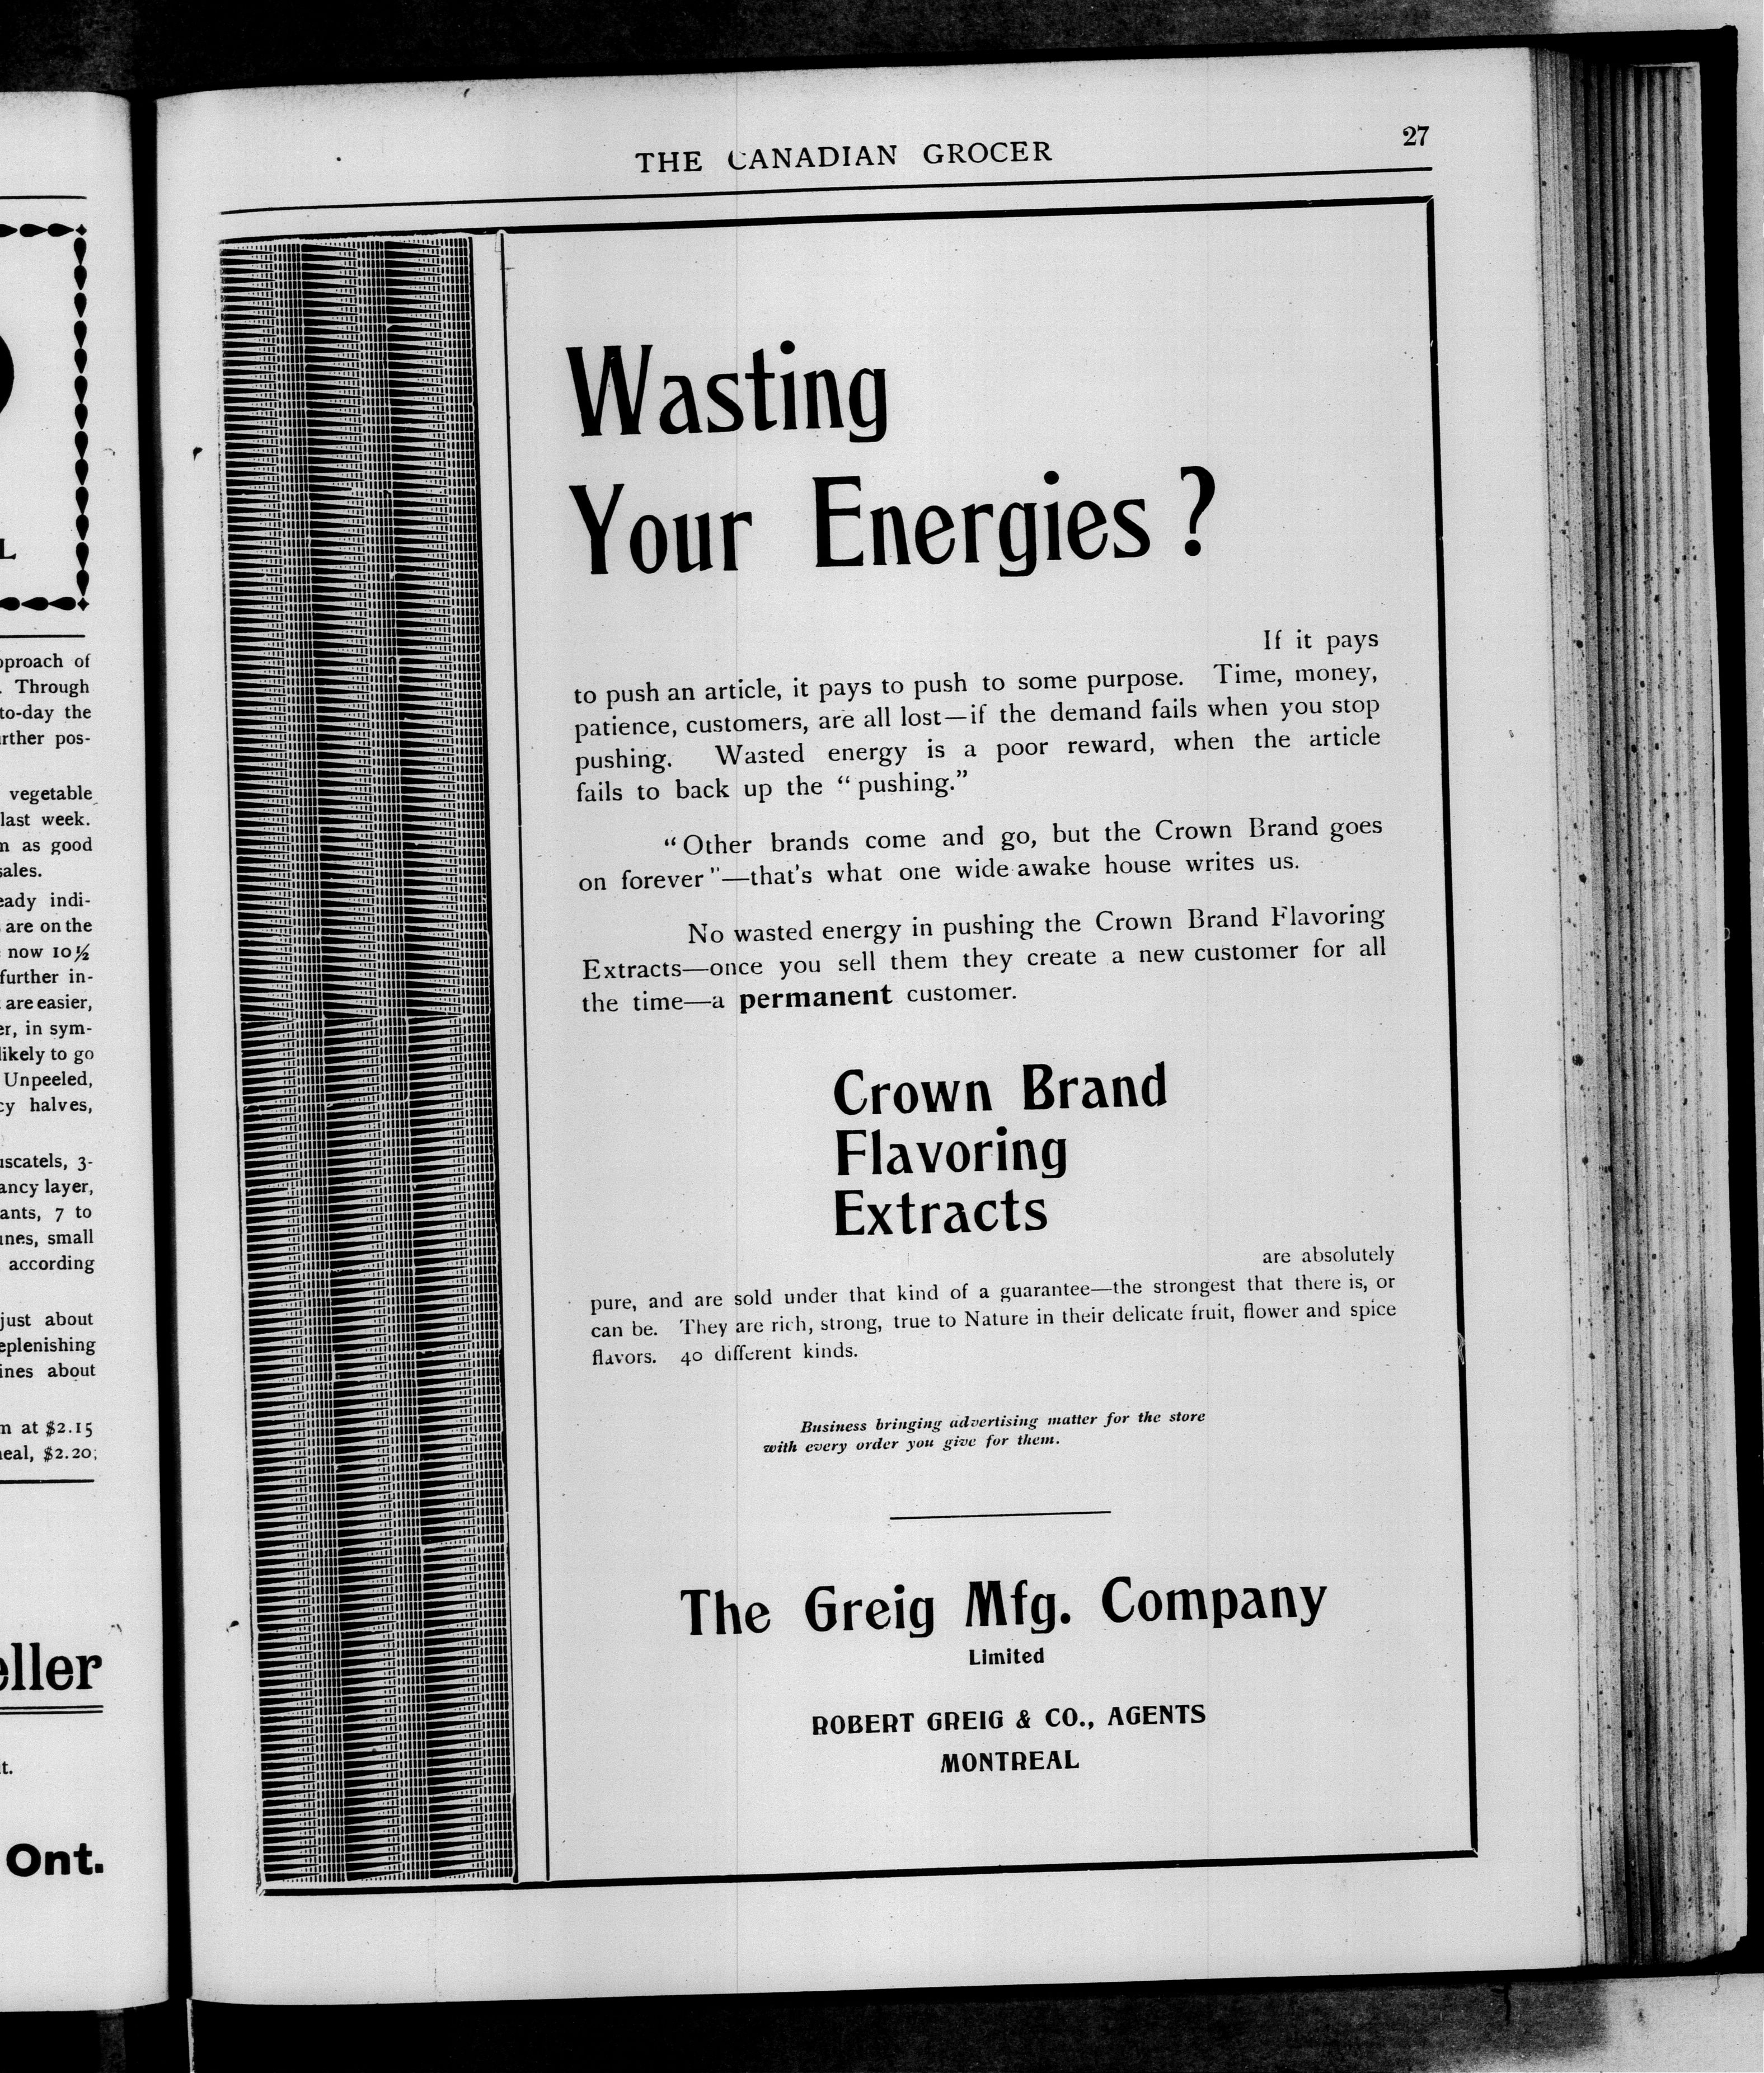 L
pproach of
. Through
to-day the
urther pos-
vegetable
last week.
as good
sales.
eady indi-
are on the
now 10½
further in-
are easier,
er, in sym-
likely to go
Unpeeled,
cy halves,
uscatels, 3-
ancy layer,
ants, 7 to
unes, small
according
just about
eplenishing
ines about
at $2.15
eal, $2.20;
eller
t.
Ont.
THE CANADIAN GROCER
27
Wasting
Your Energies ?
If it pays
to push an article, it pays to push to some purpose. Time, money,
patience, customers, are all lost—if the demand fails when you stop
pushing. Wasted energy is a poor reward, when the article
fails to back up the “ pushing.”
“ Other brands come and go, but the Crown Brand goes
on forever ”—that's what one wide-awake house writes us.
No wasted energy in pushing the Crown Brand Flavoring
Extracts—once you sell them they create a new customer for all
the time—a permanent customer.
Crown Brand
Flavoring
Extracts
are absolutely
pure, and are sold under that kind of a guarantee—the strongest that there is, or
can be. They are rich, strong, true to Nature in their delicate fruit, flower and spice
flavors. 40 different kinds.
Business bringing advertising matter for the store
with every order you give for them.
The Greig Mfg. Company
Limited
ROBERT GREIG & CO., AGENTS
MONTREAL